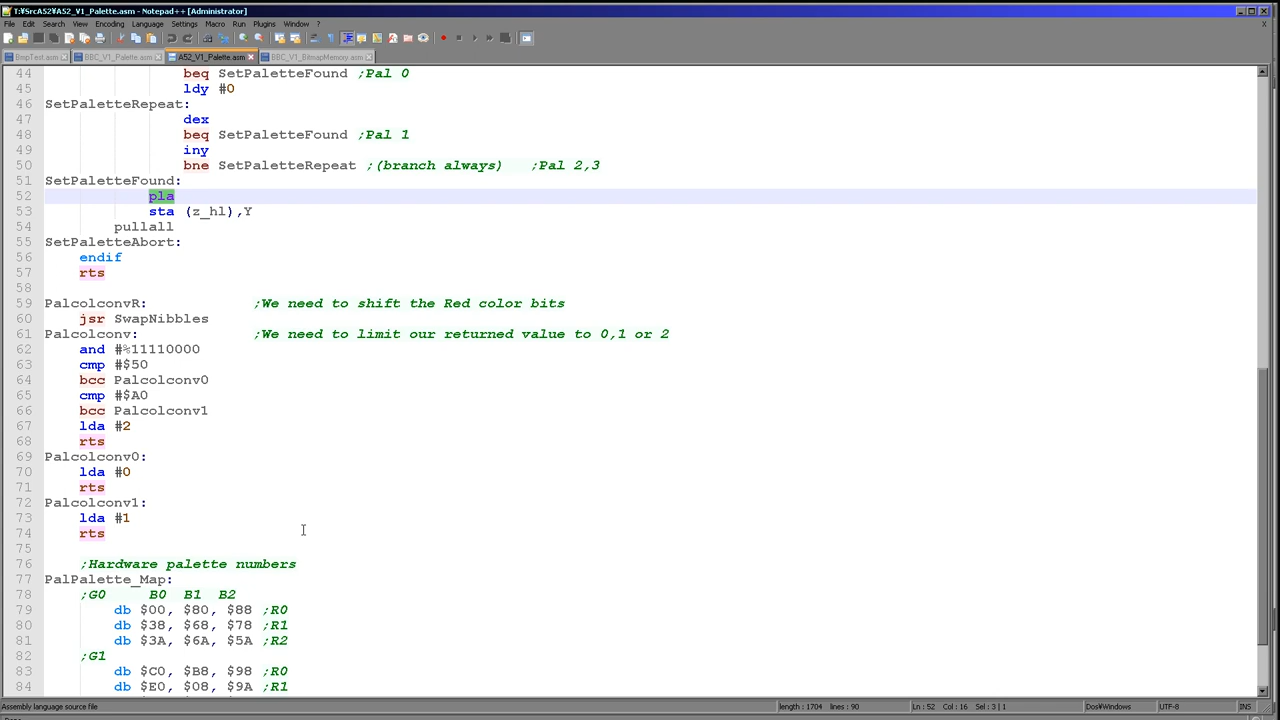 T:¥SrcA52¥A52_V1_Palette.asm - Notepad++ [Administrator]
File Edit Search View Encoding Language Settings Macro Run Plugins Window ?
X
BmpTest.asm BBC_V1_Palette.asm A52_V1_Palette.asm BBC_V1_BitmapMemory.asm
44 beq SetPaletteFound ;Pal 0
45 ldy #0
46 SetPaletteRepeat:
47 dex
48 beq SetPaletteFound ;Pal 1
49 iny
50 bne SetPaletteRepeat ;(branch always) ;Pal 2,3
51 SetPaletteFound:
52 pla
53 sta (z_hl),Y
54 pullall
55 SetPaletteAbort:
56 endif
57 rts
58
59 PalcolconvR: ;We need to shift the Red color bits
60 jsr SwapNibbles
61 Palcolconv: ;We need to limit our returned value to 0,1 or 2
62 and #%11110000
63 cmp #$50
64 bcc Palcolconv0
65 cmp #$A0
66 bcc Palcolconv1
67 lda #2
68 rts
69 Palcolconv0:
70 lda #0
71 rts
72 Palcolconv1:
73 lda #1
74 rts
75
76 ;Hardware palette numbers
77 PalPalette_Map:
78 ;G0 B0 B1 B2
79 db $00, $80, $88 ;R0
80 db $38, $68, $78 ;R1
81 db $3A, $6A, $5A ;R2
82 ;G1
83 db $C0, $B8, $98 ;R0
84 db $E0, $08, $9A ;R1
Assembly language source file length : 1704 lines : 90 Ln : 52 Col : 16 Sel : 3 | 1 Dos¥Windows UTF-8 INS